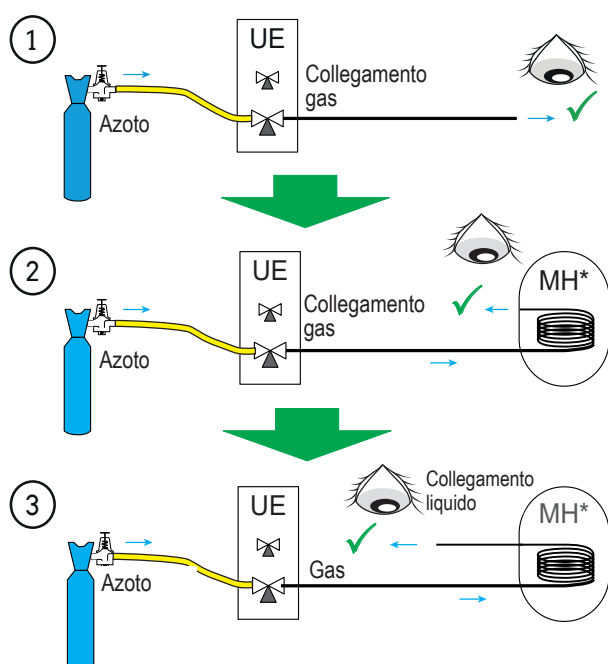 1
UE
Collegamento
gas
Azoto
2
UE
MH*
Collegamento
gas
Azoto
3
UE
Collegamento
liquido
MH*
Gas
Azoto